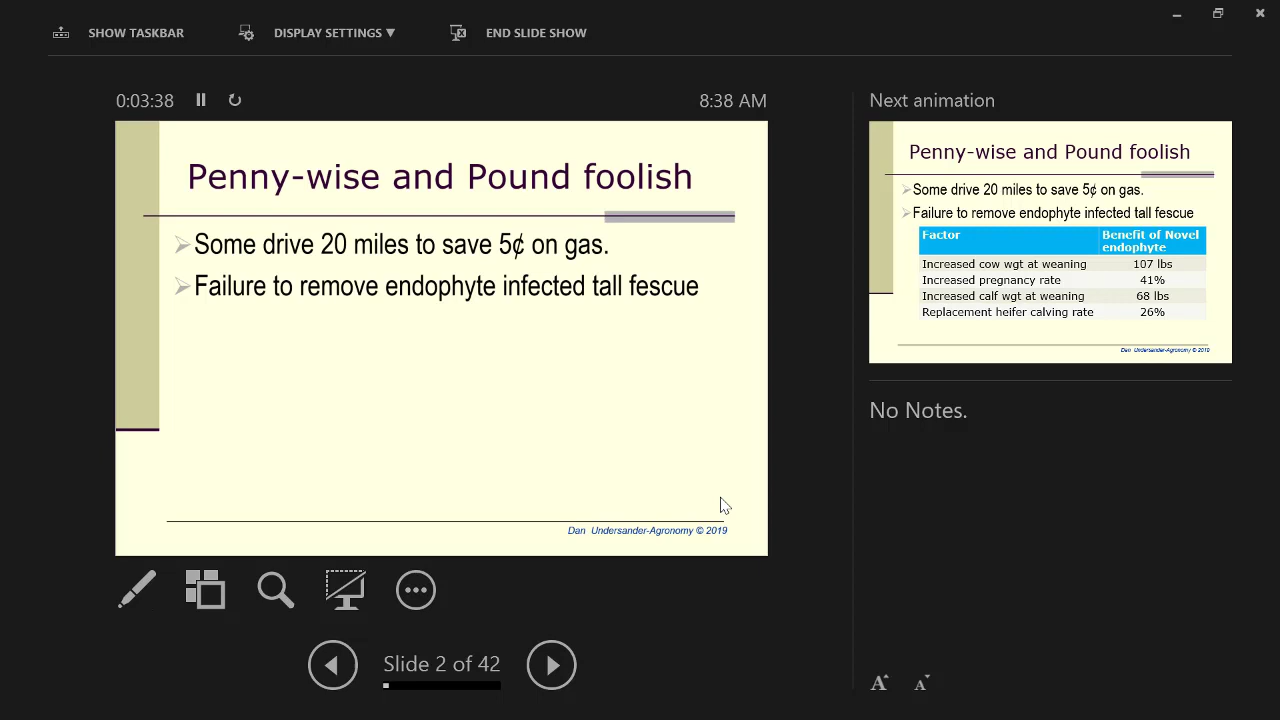 SHOW TASKBAR
DISPLAY SETTINGS ▼
END SLIDE SHOW
0:03:38
8:38 AM
Penny-wise and Pound foolish
Some drive 20 miles to save 5¢ on gas.
Failure to remove endophyte infected tall fescue
Dan Undersander-Agronomy © 2019
Slide 2 of 42
Next animation
Penny-wise and Pound foolish
Some drive 20 miles to save 5¢ on gas.
Failure to remove endophyte infected tall fescue
Factor Benefit of Novel
endophyte
Increased cow wgt at weaning 107 lbs
Increased pregnancy rate 41%
Increased calf wgt at weaning 68 lbs
Replacement heifer calving rate 26%
Dan Undersander-Agronomy © 2019
No Notes.
A A